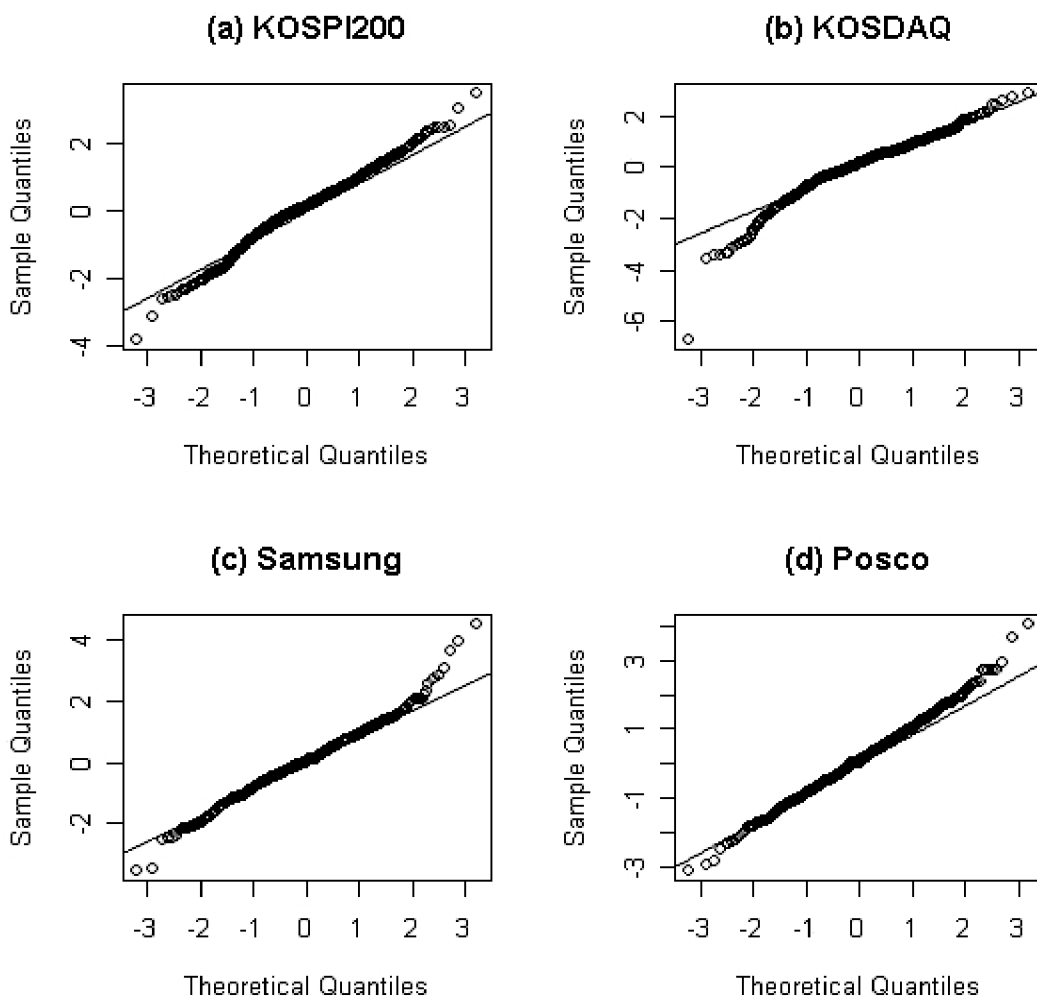 (a) KOSPI200
Sample Quantiles
2
0
-2
-4
-3 -2 -1 0 1 2 3
Theoretical Quantiles
(b) KOSDAQ
Sample Quantiles
2
0
-2
-4
-6
-3 -2 -1 0 1 2 3
Theoretical Quantiles
(c) Samsung
Sample Quantiles
4
2
0
-2
-3 -2 -1 0 1 2 3
Theoretical Quantiles
(d) Posco
Sample Quantiles
3
1
-1
-3
-3 -2 -1 0 1 2 3
Theoretical Quantiles